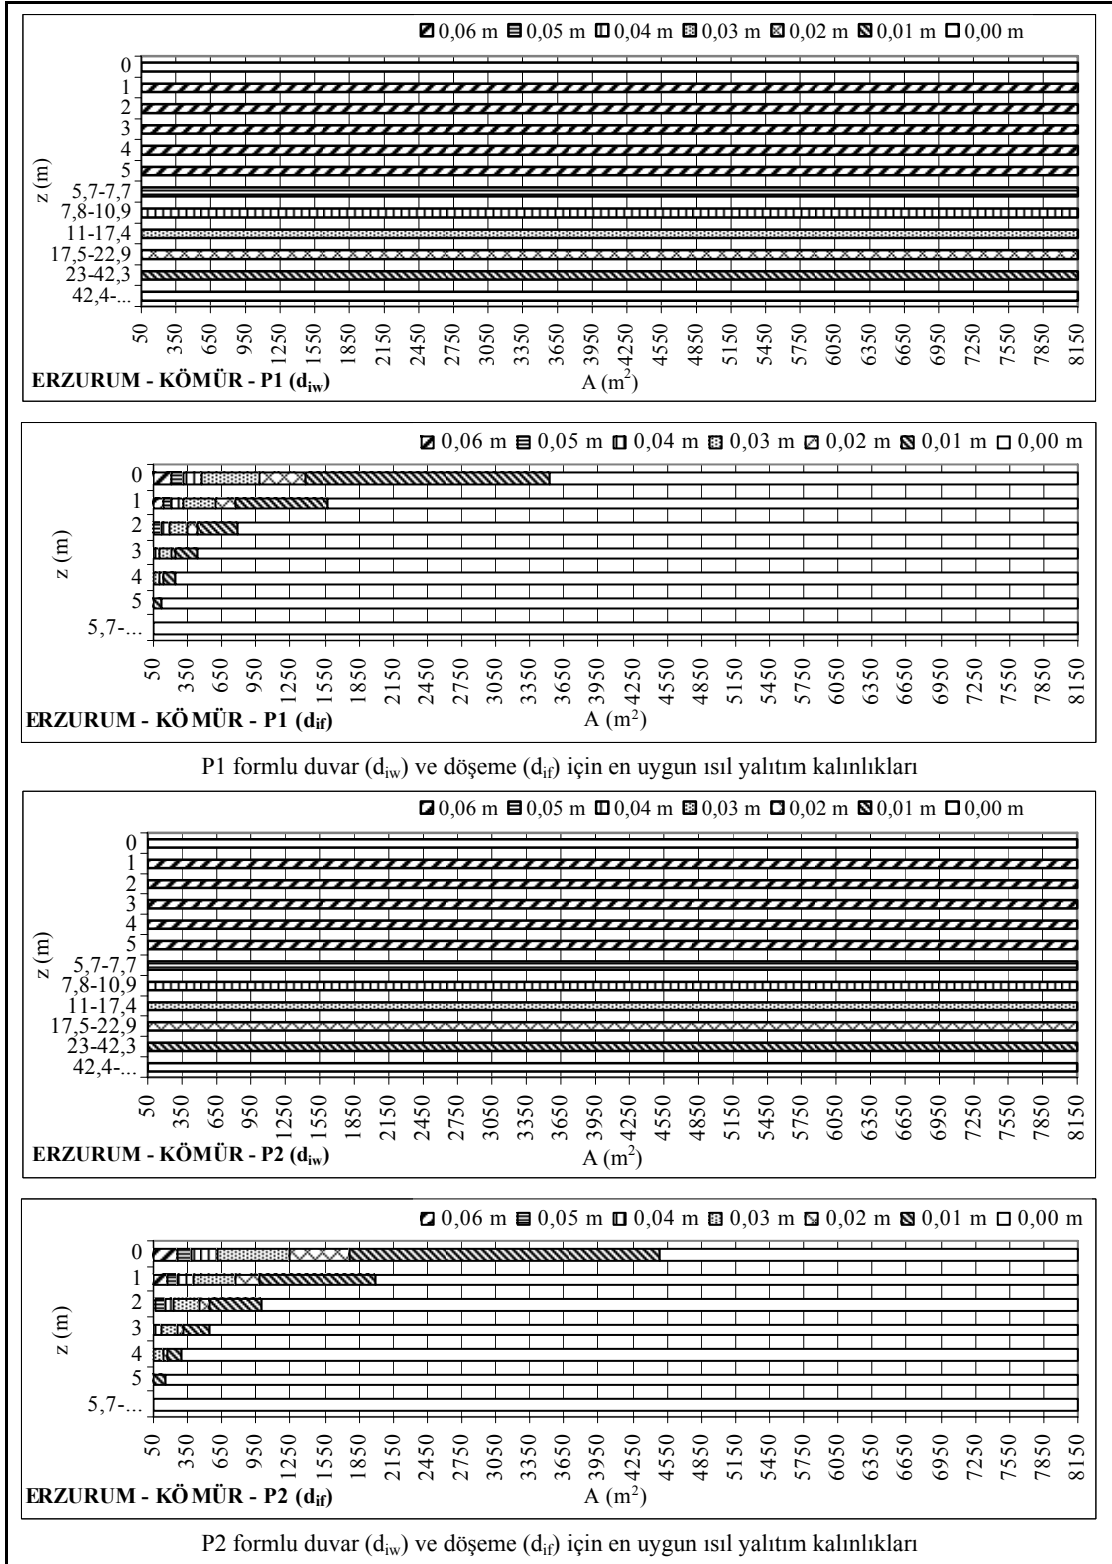 0,06 m 0,05 m 0,04 m 0,03 m 0,02 m 0,01 m 0,00 m
z (m)
0
1
2
3
4
5
5,7-7,7
7,8-10,9
11-17,4
17,5-22,9
23-42,3
42,4-...
50 350 650 950 1250 1550 1850 2150 2450 2750 3050 3350 3650 3950 4250 4550 4850 5150 5450 5750 6050 6350 6650 6950 7250 7550 7850 8150
ERZURUM - KÖMÜR - P1 (d_iw)
A (m²)
0,06 m 0,05 m 0,04 m 0,03 m 0,02 m 0,01 m 0,00 m
z (m)
0
1
2
3
4
5
5,7-...
50 350 650 950 1250 1550 1850 2150 2450 2750 3050 3350 3650 3950 4250 4550 4850 5150 5450 5750 6050 6350 6650 6950 7250 7550 7850 8150
ERZURUM - KÖMÜR - P1 (d_if)
A (m²)
P1 formlu duvar (d_iw) ve döşeme (d_if) için en uygun ısıl yalıtım kalınlıkları
0,06 m 0,05 m 0,04 m 0,03 m 0,02 m 0,01 m 0,00 m
z (m)
0
1
2
3
4
5
5,7-7,7
7,8-10,9
11-17,4
17,5-22,9
23-42,3
42,4-...
50 350 650 950 1250 1550 1850 2150 2450 2750 3050 3350 3650 3950 4250 4550 4850 5150 5450 5750 6050 6350 6650 6950 7250 7550 7850 8150
ERZURUM - KÖMÜR - P2 (d_iw)
A (m²)
0,06 m 0,05 m 0,04 m 0,03 m 0,02 m 0,01 m 0,00 m
z (m)
0
1
2
3
4
5
5,7-...
50 350 650 950 1250 1550 1850 2150 2450 2750 3050 3350 3650 3950 4250 4550 4850 5150 5450 5750 6050 6350 6650 6950 7250 7550 7850 8150
ERZURUM - KÖMÜR - P2 (d_if)
A (m²)
P2 formlu duvar (d_iw) ve döşeme (d_if) için en uygun ısıl yalıtım kalınlıkları